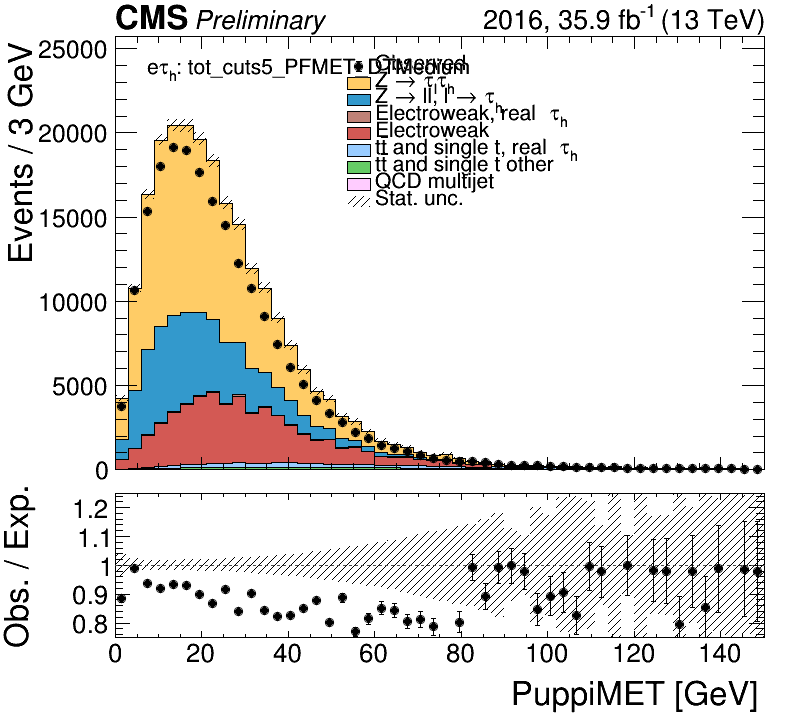 CMS Preliminary 2016, 35.9 fb-1 (13 TeV)
Events / 3 GeV
25000
20000
15000
10000
5000
0
eτh: tot_cuts5_PFMET_DTMedium
Observed
Z → τlτh
Z → ll, l → τh
Electroweak, real τh
Electroweak
tt̄ and single t, real τh
tt̄ and single t other
QCD multijet
Stat. unc.
Obs. / Exp.
1.2
1.1
1
0.9
0.8
0 20 40 60 80 100 120 140
PuppiMET [GeV]